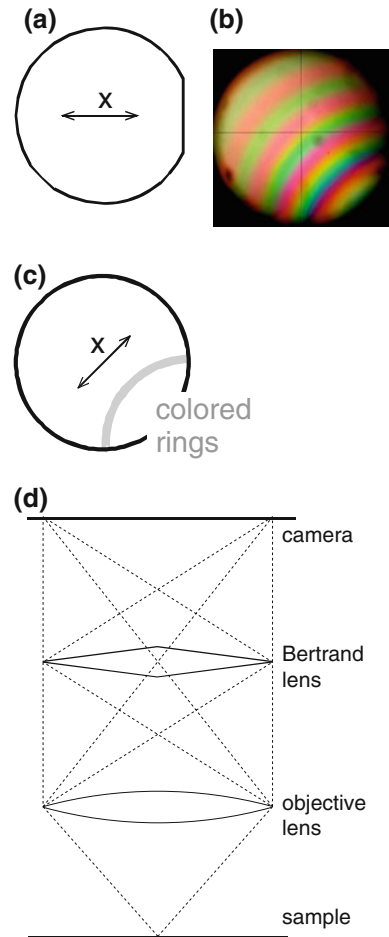 (a)
(b)
x
(c)
x
colored
rings
(d)
camera
Bertrand
lens
objective
lens
sample